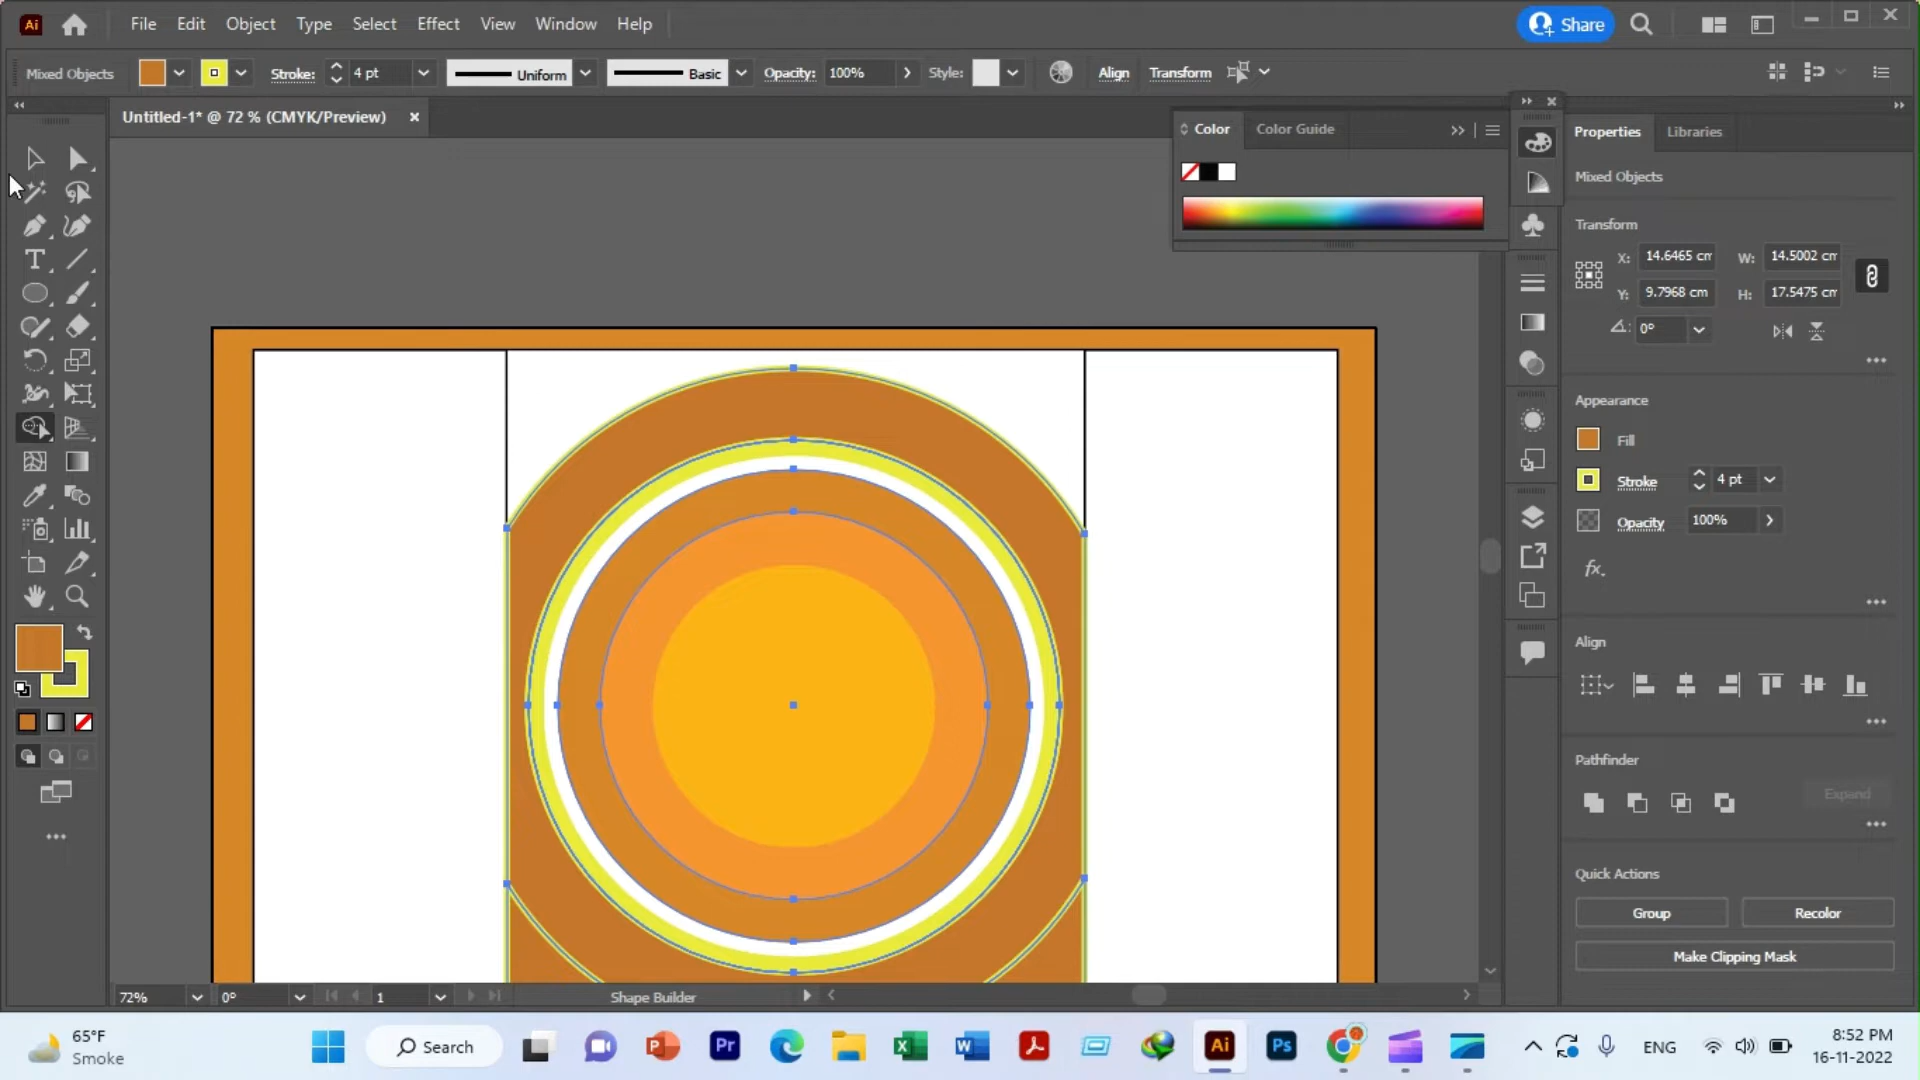 Ai File Edit Object Type Select Effect View Window Help Share
Mixed Objects Stroke: 4 pt Uniform Basic Opacity: 100% Style: Align Transform
Untitled-1* @ 72 % (CMYK/Preview) ×
Color Color Guide
Properties Libraries
Mixed Objects
Transform
X: 14.6465 cm W: 14.5002 cm
Y: 9.7968 cm H: 17.5475 cm
0°
Appearance
Fill
Stroke 4 pt
Opacity 100%
fx.
Align
Pathfinder
Expand
Quick Actions
Group Recolor
Make Clipping Mask
72% 0° 1 Shape Builder
65°F
Smoke
Search
ENG
8:52 PM
16-11-2022